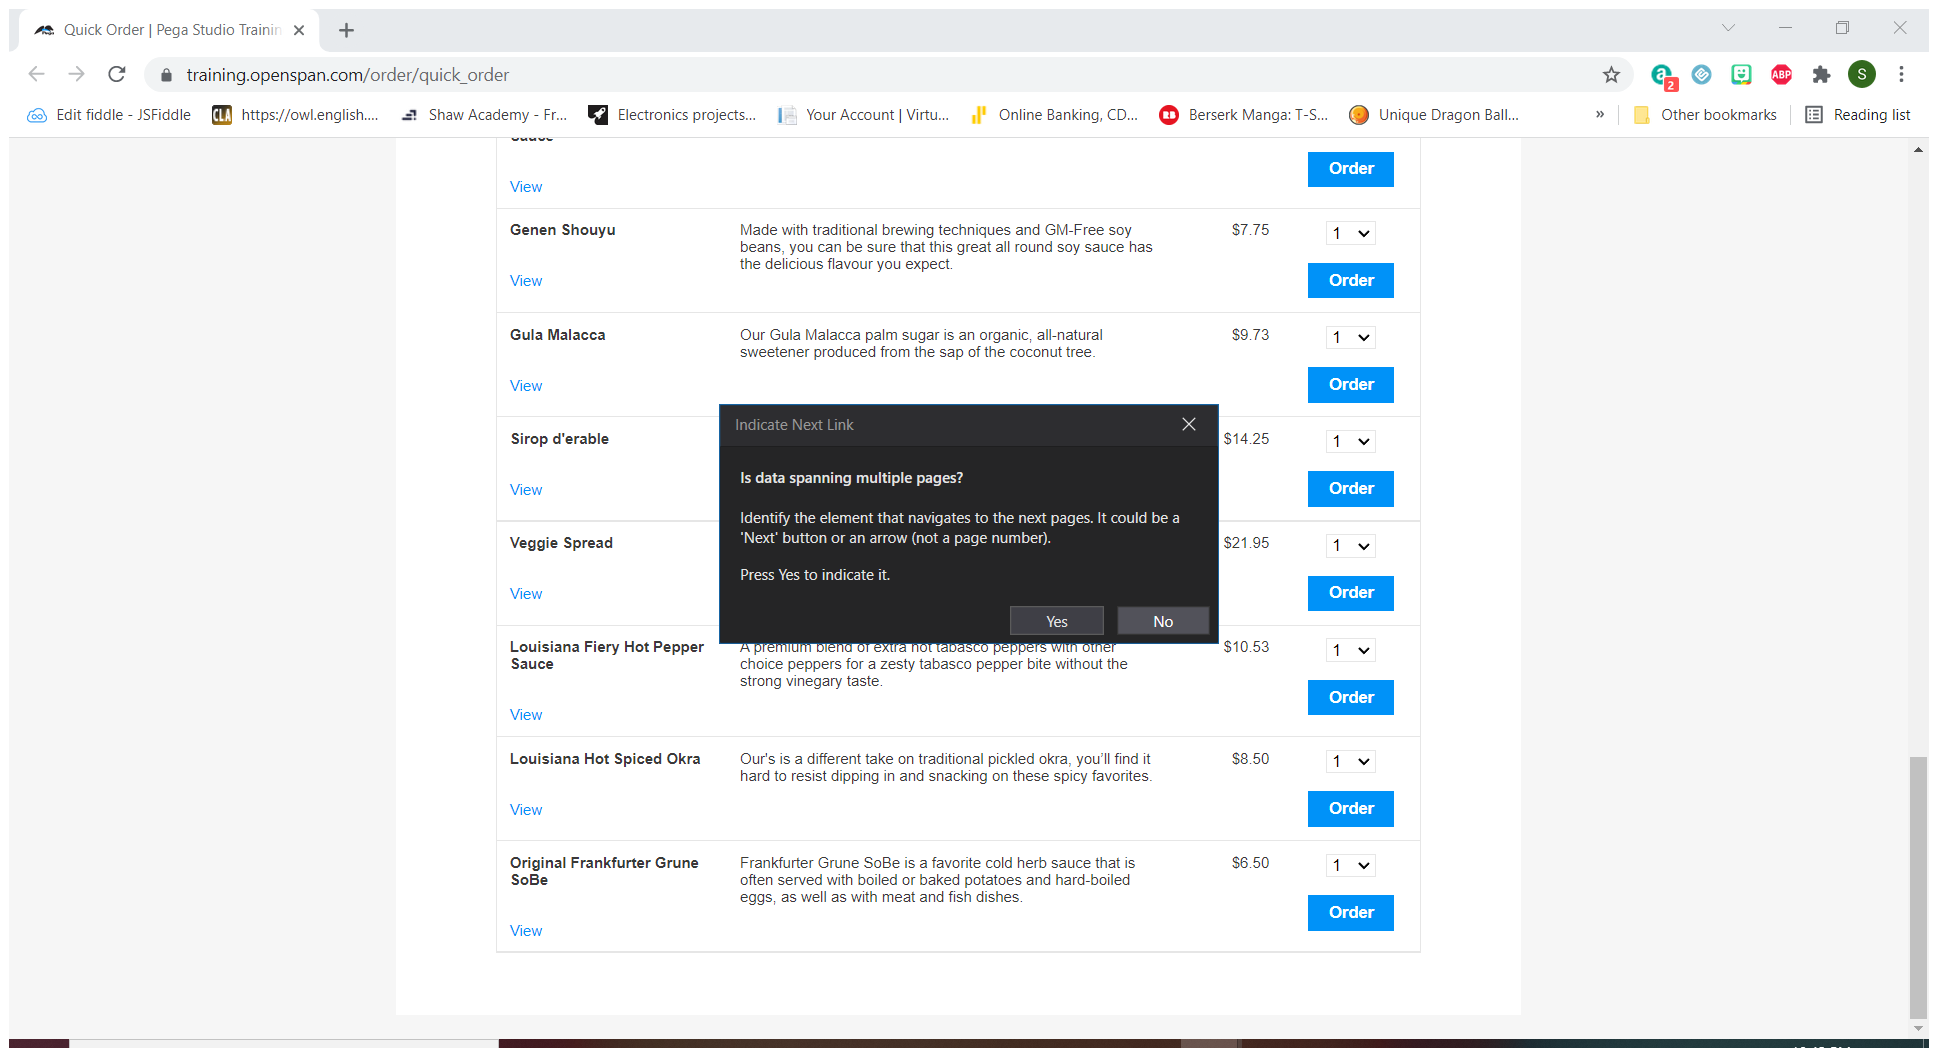 Quick Order | Pega Studio Trainin
training.openspan.com/order/quick_order
2
ABP
S
Edit fiddle - JSFiddle
CLA
https://owl.english....
Shaw Academy - Fr...
Electronics projects...
Your Account | Virtu...
Online Banking, CD...
RB
Berserk Manga: T-S...
Unique Dragon Ball...
»
Other bookmarks
Reading list
Sauce
Order
View
Genen Shouyu
Made with traditional brewing techniques and GM-Free soy
beans, you can be sure that this great all round soy sauce has
the delicious flavour you expect.
$7.75
1
View
Order
Gula Malacca
Our Gula Malacca palm sugar is an organic, all-natural
sweetener produced from the sap of the coconut tree.
$9.73
1
View
Order
Sirop d'erable
$14.25
1
View
Order
Indicate Next Link
Is data spanning multiple pages?
Identify the element that navigates to the next pages. It could be a
'Next' button or an arrow (not a page number).
Press Yes to indicate it.
Yes
No
Veggie Spread
$21.95
1
View
Order
Louisiana Fiery Hot Pepper
Sauce
A premium blend of extra hot tabasco peppers with other
choice peppers for a zesty tabasco pepper bite without the
strong vinegary taste.
$10.53
1
View
Order
Louisiana Hot Spiced Okra
Our's is a different take on traditional pickled okra, you'll find it
hard to resist dipping in and snacking on these spicy favorites.
$8.50
1
View
Order
Original Frankfurter Grune
SoBe
Frankfurter Grune SoBe is a favorite cold herb sauce that is
often served with boiled or baked potatoes and hard-boiled
eggs, as well as with meat and fish dishes.
$6.50
1
View
Order